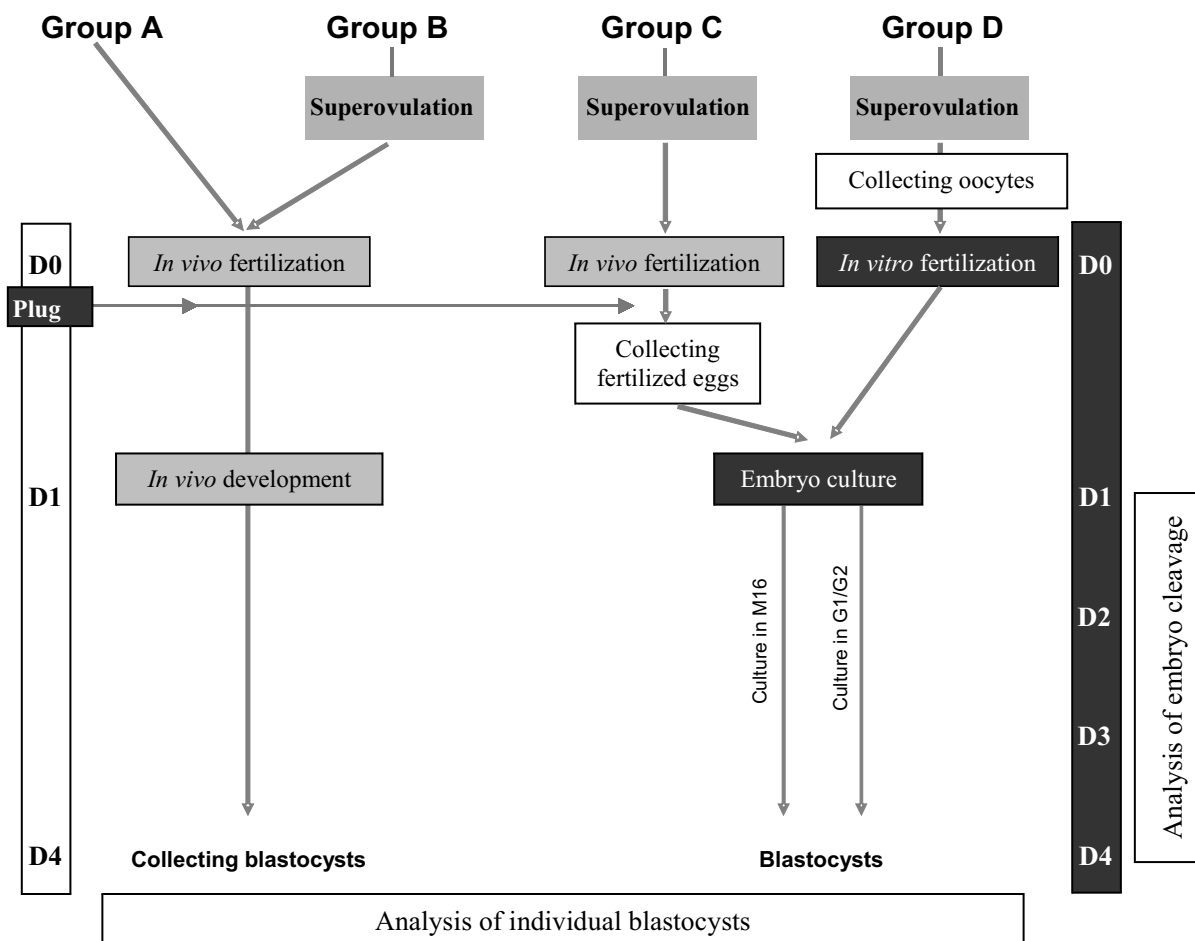 Group A
Group B
Group C
Group D
Superovulation
Superovulation
Superovulation
Collecting oocytes
D0
In vivo fertilization
In vivo fertilization
In vitro fertilization
D0
Plug
Collecting
fertilized eggs
D1
In vivo development
Embryo culture
D1
Culture in M16
Culture in G1/G2
D2
D3
Analysis of embryo cleavage
D4
Collecting blastocysts
Blastocysts
D4
Analysis of individual blastocysts